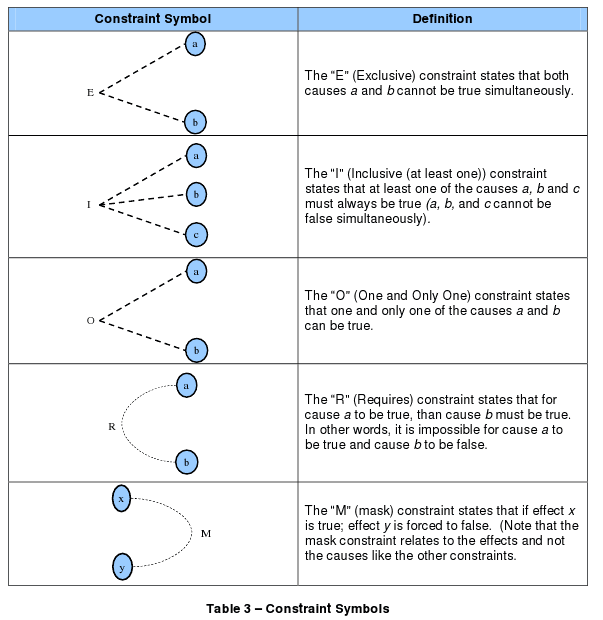 Constraint Symbol Definition
a
E
b
The "E" (Exclusive) constraint states that both
causes a and b cannot be true simultaneously.
a
b
I
c
The "I" (Inclusive (at least one)) constraint
states that at least one of the causes a, b and c
must always be true (a, b, and c cannot be
false simultaneously).
a
O
b
The "O" (One and Only One) constraint states
that one and only one of the causes a and b
can be true.
a
R
b
The "R" (Requires) constraint states that for
cause a to be true, than cause b must be true.
In other words, it is impossible for cause a to
be true and cause b to be false.
x
M
y
The "M" (mask) constraint states that if effect x
is true; effect y is forced to false. (Note that the
mask constraint relates to the effects and not
the causes like the other constraints.
Table 3 – Constraint Symbols